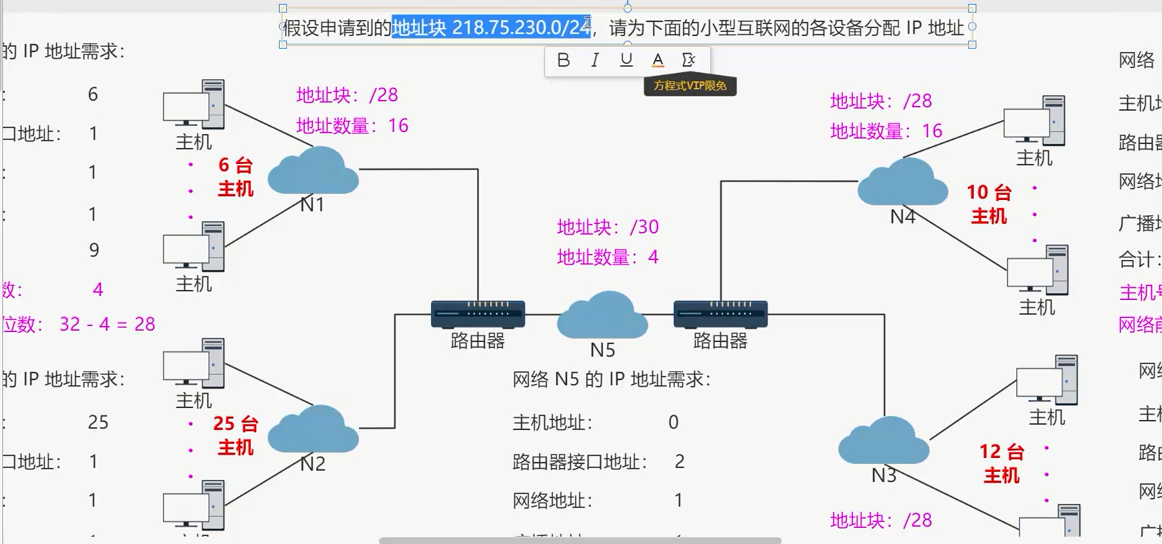 假设申请到的地址块 218.75.230.0/24，请为下面的小型互联网的各设备分配 IP 地址
B I U A
方程式VIP限免
的 IP 地址需求：
6
口地址： 1
1
1
9
数： 4
位数： 32 - 4 = 28
主机
6 台
主机
主机
地址块：/28
地址数量：16
N1
地址块：/30
地址数量：4
路由器
N5
路由器
地址块：/28
地址数量：16
N4
主机
10 台
主机
主机
网络
主机地
路由器
网络地
广播地
合计：
主机号
网络前
的 IP 地址需求：
25
口地址： 1
1
主机
25 台
主机
N2
网络 N5 的 IP 地址需求：
主机地址： 0
路由器接口地址： 2
网络地址： 1
N3
地址块：/28
主机
12 台
主机
网络
主机
路由
网络